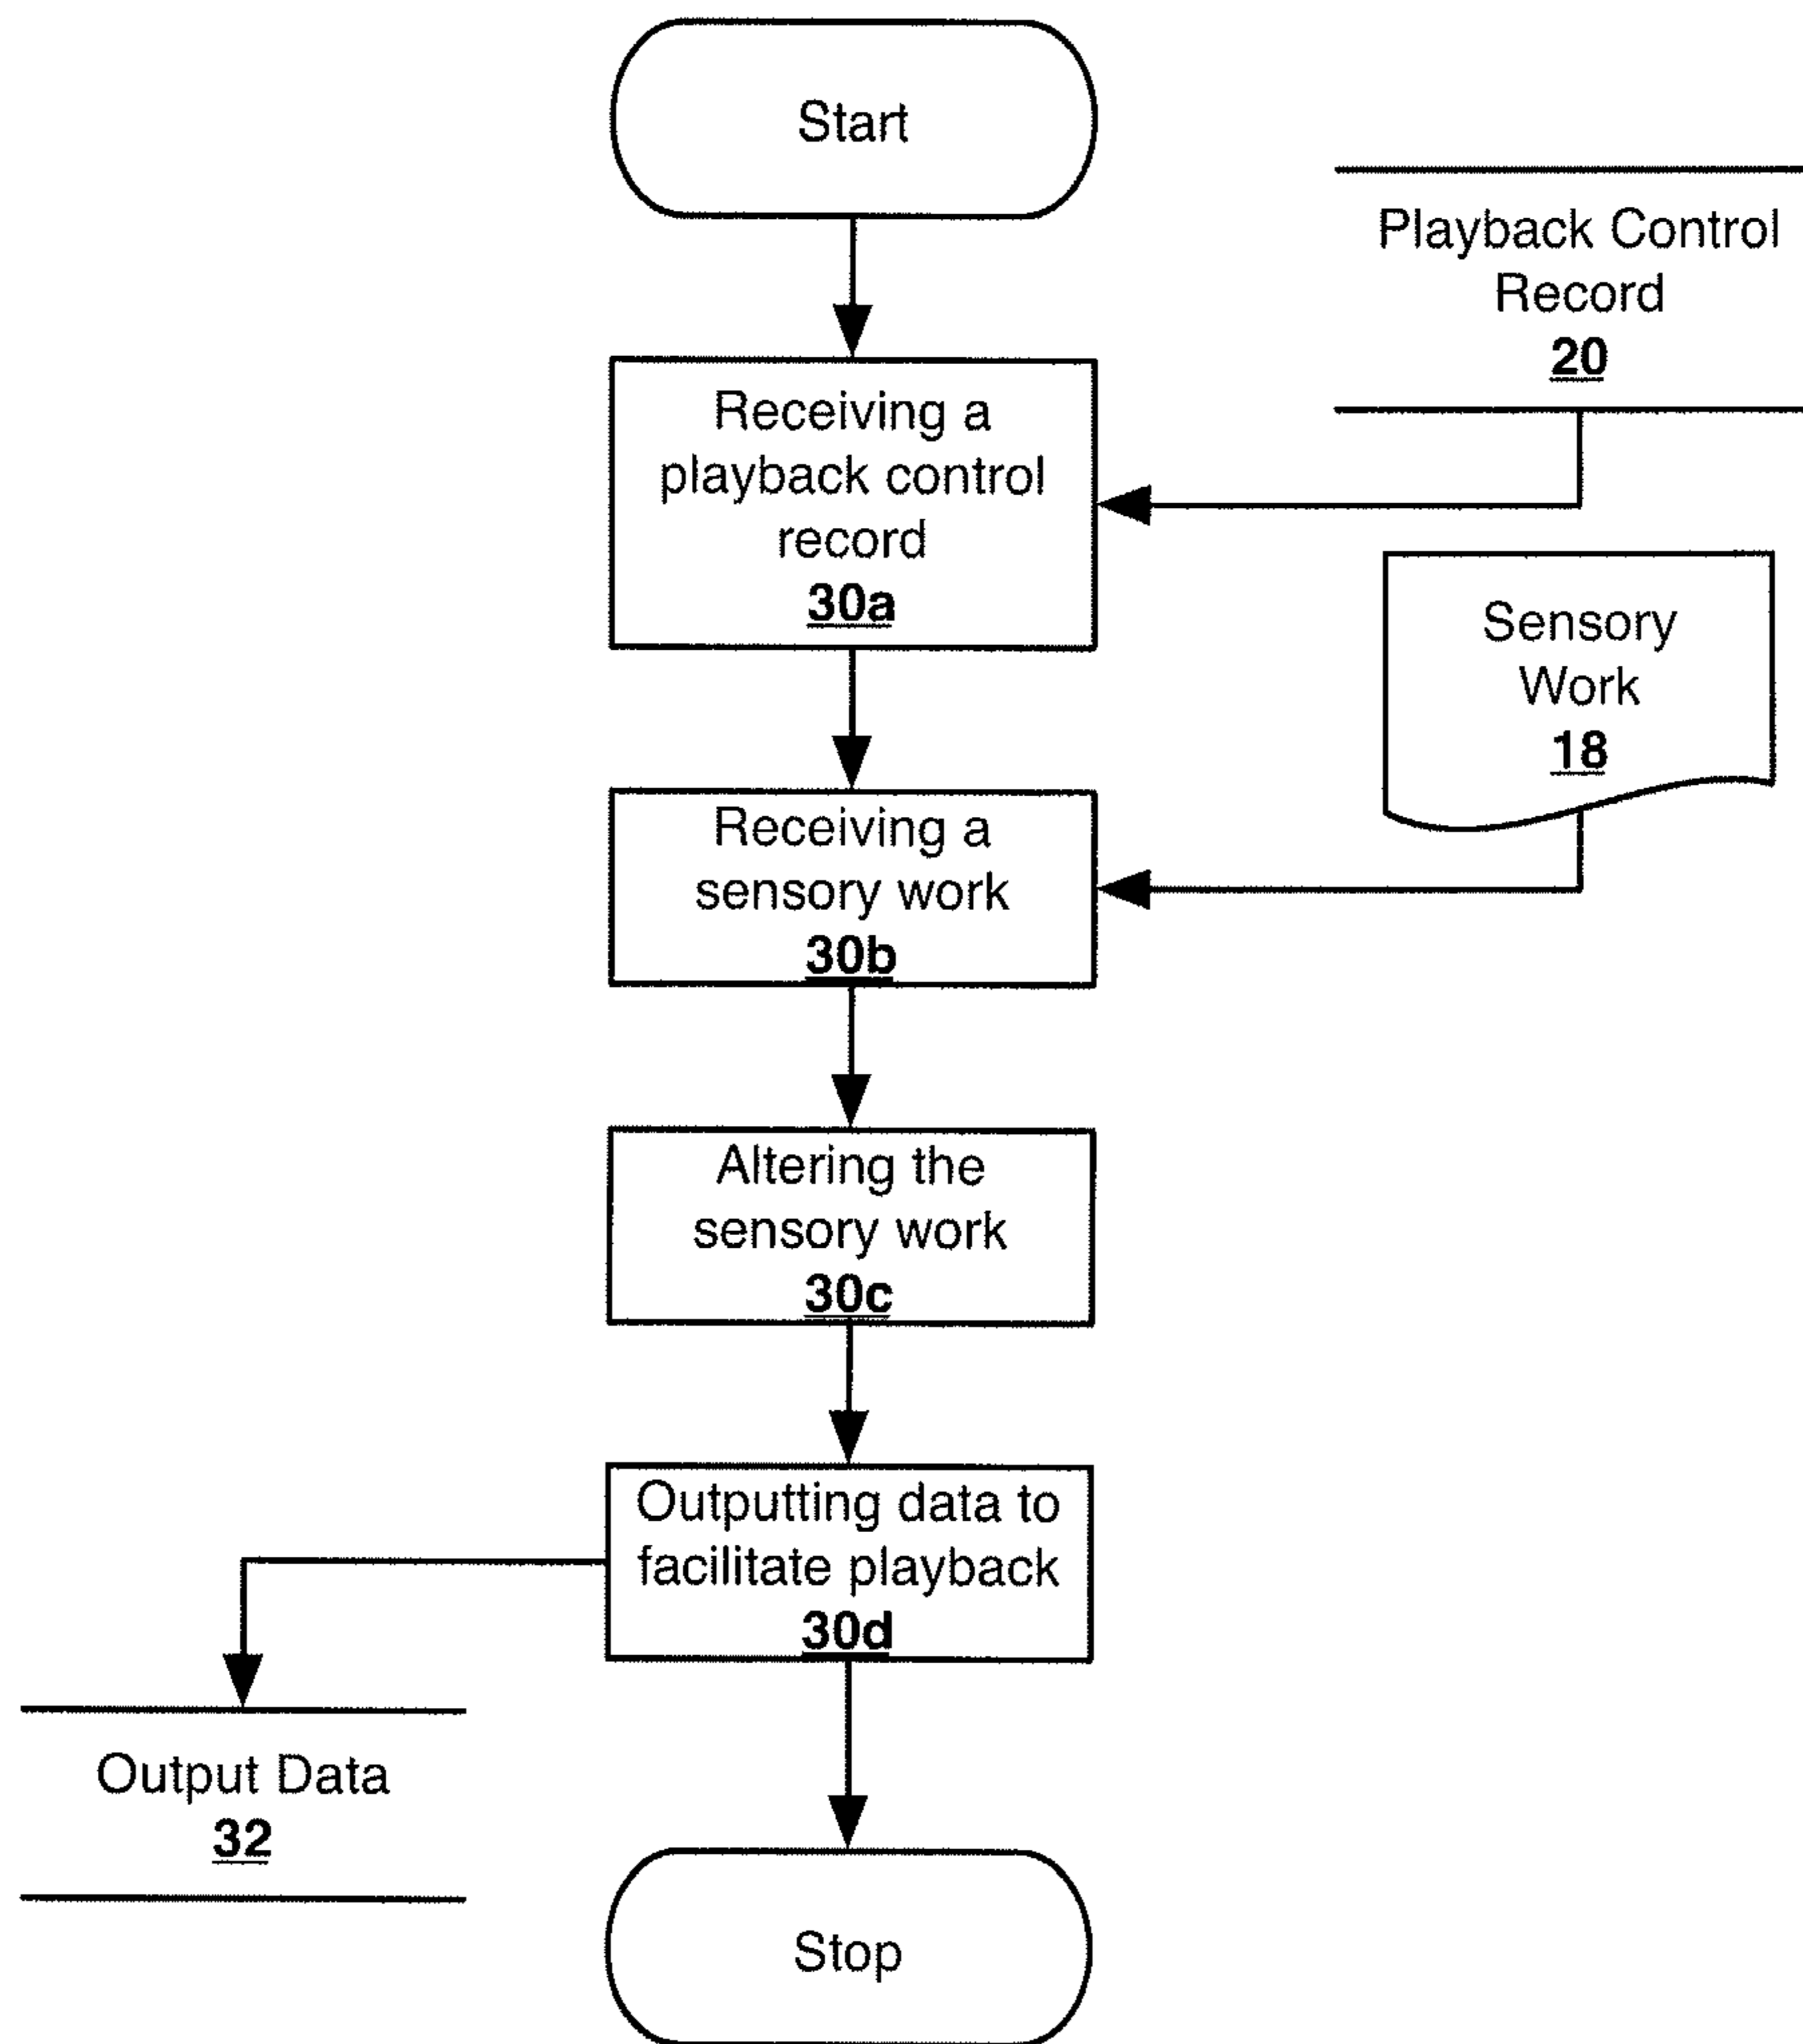 Start
Playback Control
Record
20
Receiving a
playback control
record
30a
Sensory
Work
18
Receiving a
sensory work
30b
Altering the
sensory work
30c
Outputting data to
facilitate playback
30d
Output Data
32
Stop